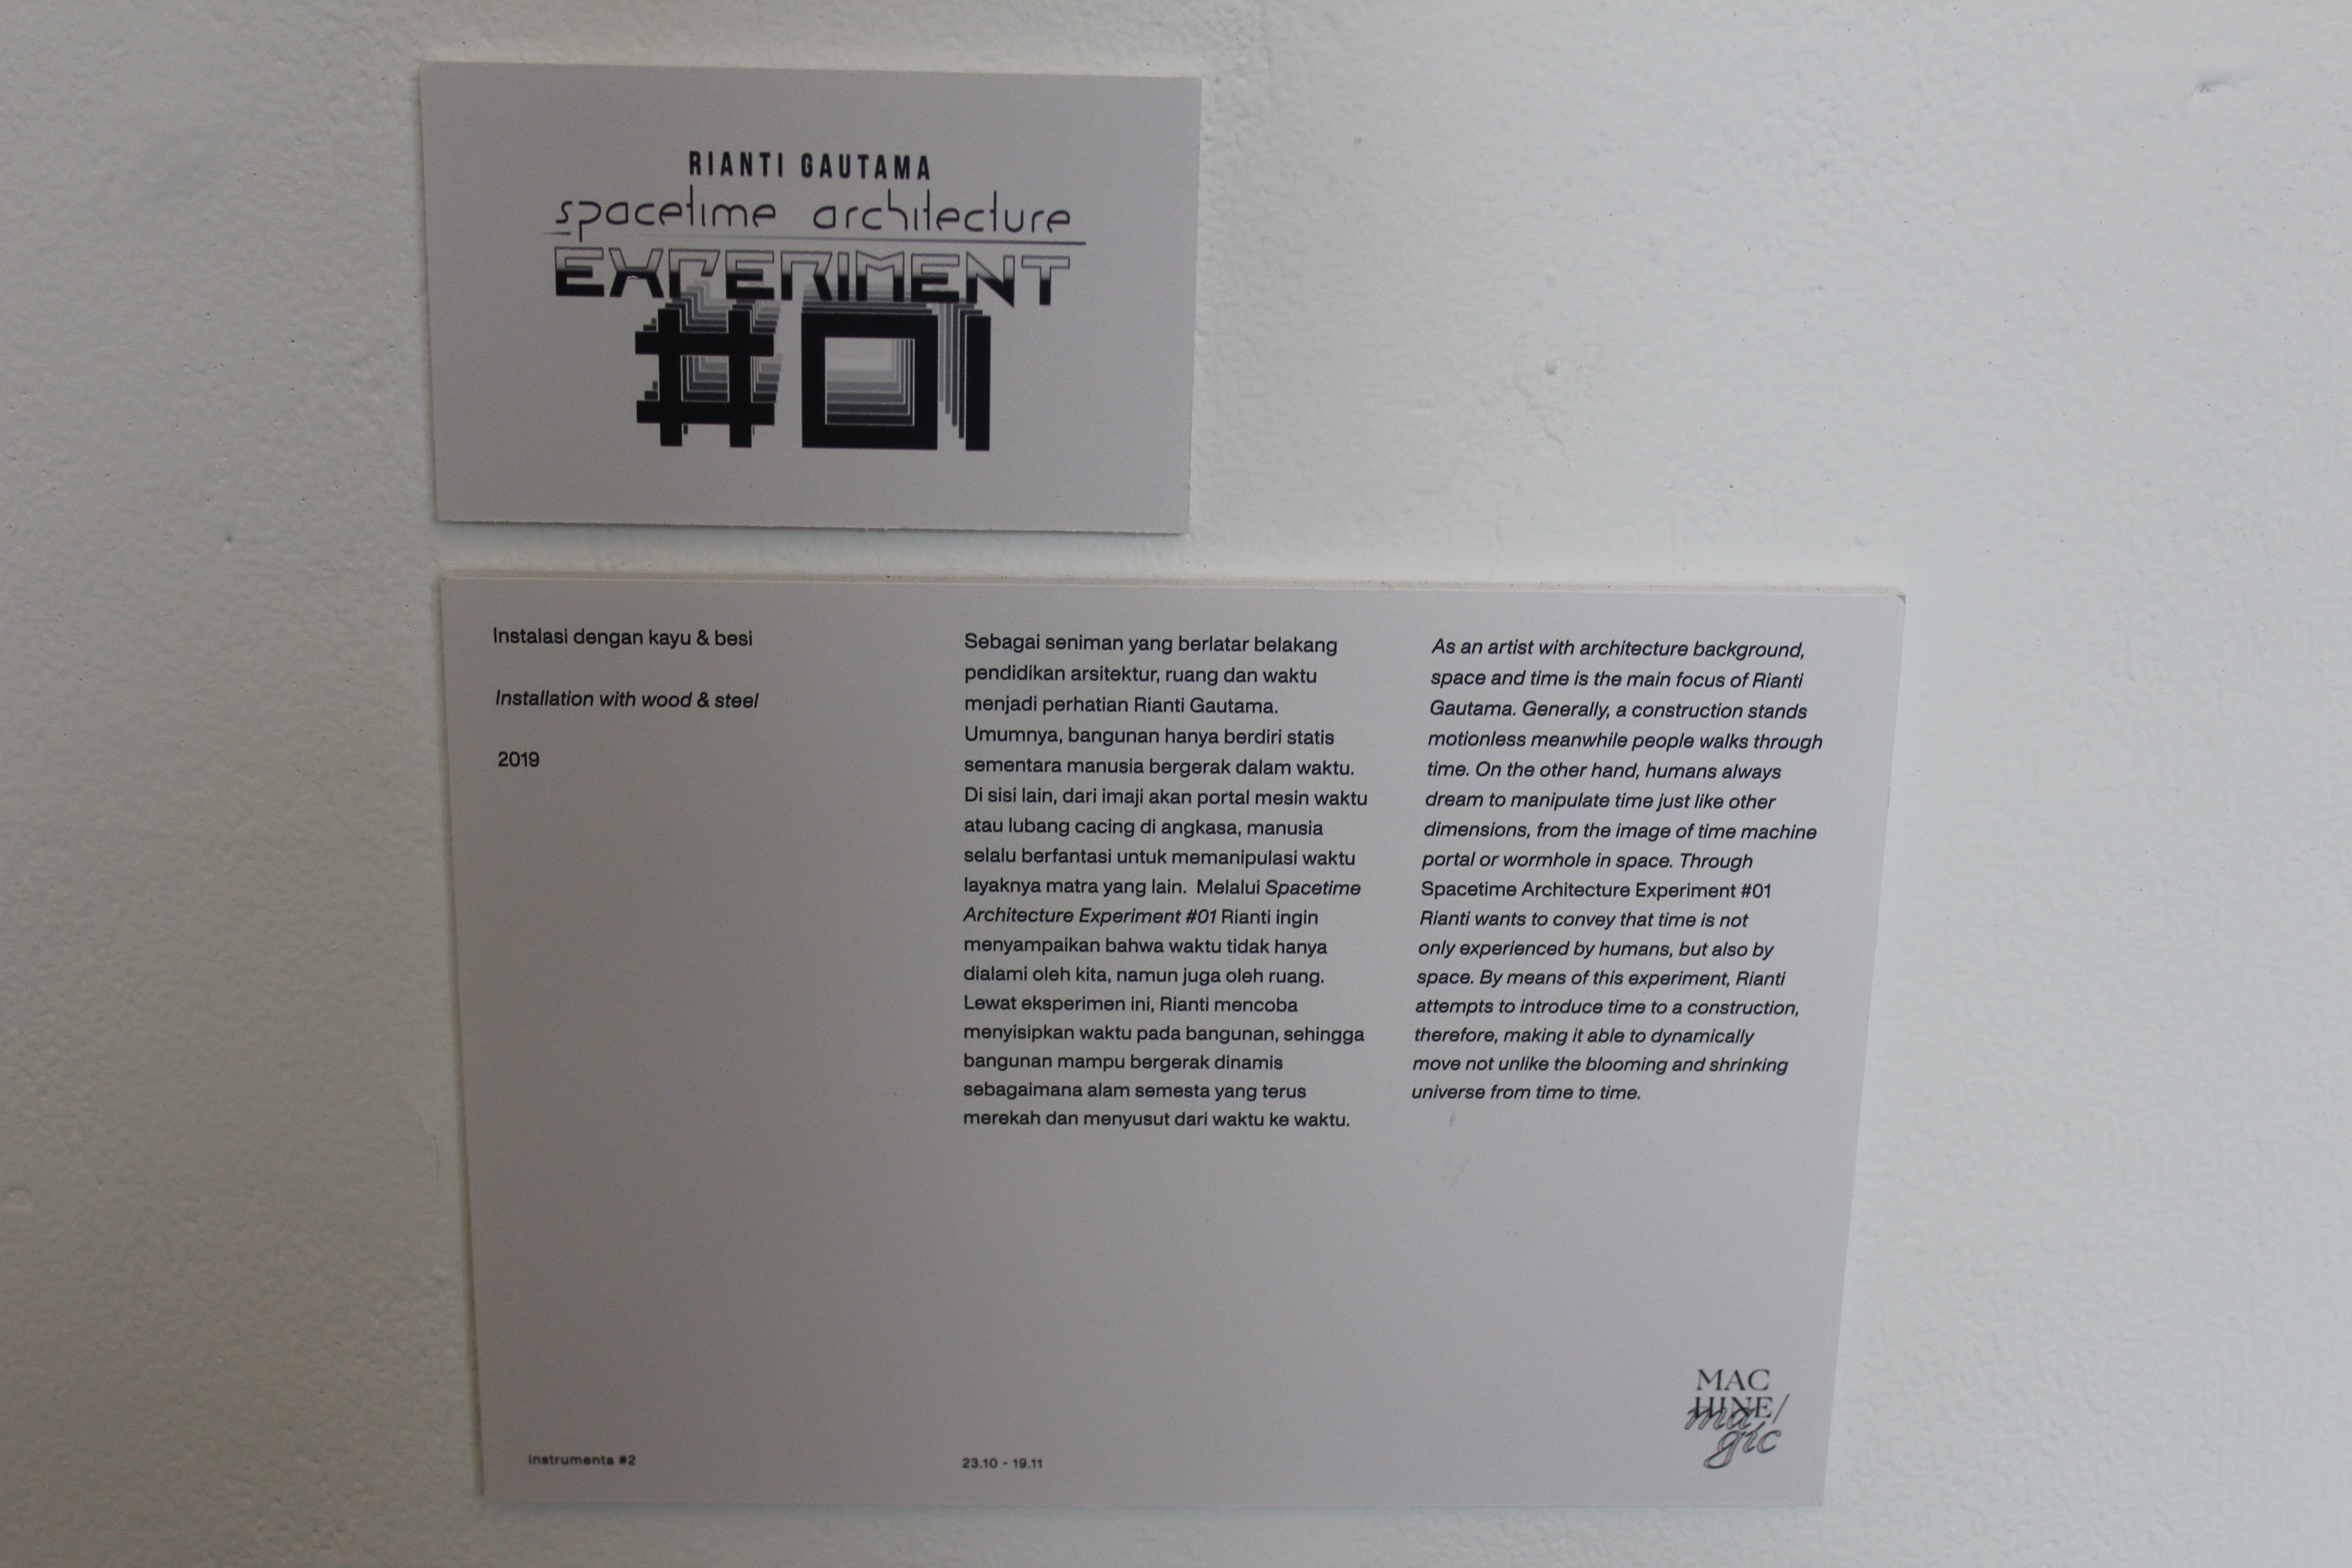 RIANTI GAUTAMA
spacetime architecture
EXPERIMENT
#01
Instalasi dengan kayu & besi
Installation with wood & steel
2019
Sebagai seniman yang berlatar belakang
pendidikan arsitektur, ruang dan waktu
menjadi perhatian Rianti Gautama.
Umumnya, bangunan hanya berdiri statis
sementara manusia bergerak dalam waktu.
Di sisi lain, dari imaji akan portal mesin waktu
atau lubang cacing di angkasa, manusia
selalu berfantasi untuk memanipulasi waktu
layaknya matra yang lain. Melalui Spacetime
Architecture Experiment #01 Rianti ingin
menyampaikan bahwa waktu tidak hanya
dialami oleh kita, namun juga oleh ruang.
Lewat eksperimen ini, Rianti mencoba
menyisipkan waktu pada bangunan, sehingga
bangunan mampu bergerak dinamis
sebagaimana alam semesta yang terus
merekah dan menyusut dari waktu ke waktu.
As an artist with architecture background,
space and time is the main focus of Rianti
Gautama. Generally, a construction stands
motionless meanwhile people walks through
time. On the other hand, humans always
dream to manipulate time just like other
dimensions, from the image of time machine
portal or wormhole in space. Through
Spacetime Architecture Experiment #01
Rianti wants to convey that time is not
only experienced by humans, but also by
space. By means of this experiment, Rianti
attempts to introduce time to a construction,
therefore, making it able to dynamically
move not unlike the blooming and shrinking
universe from time to time.
instrumenta #2
23.10 - 19.11
MAC
HINE/
ma
gic